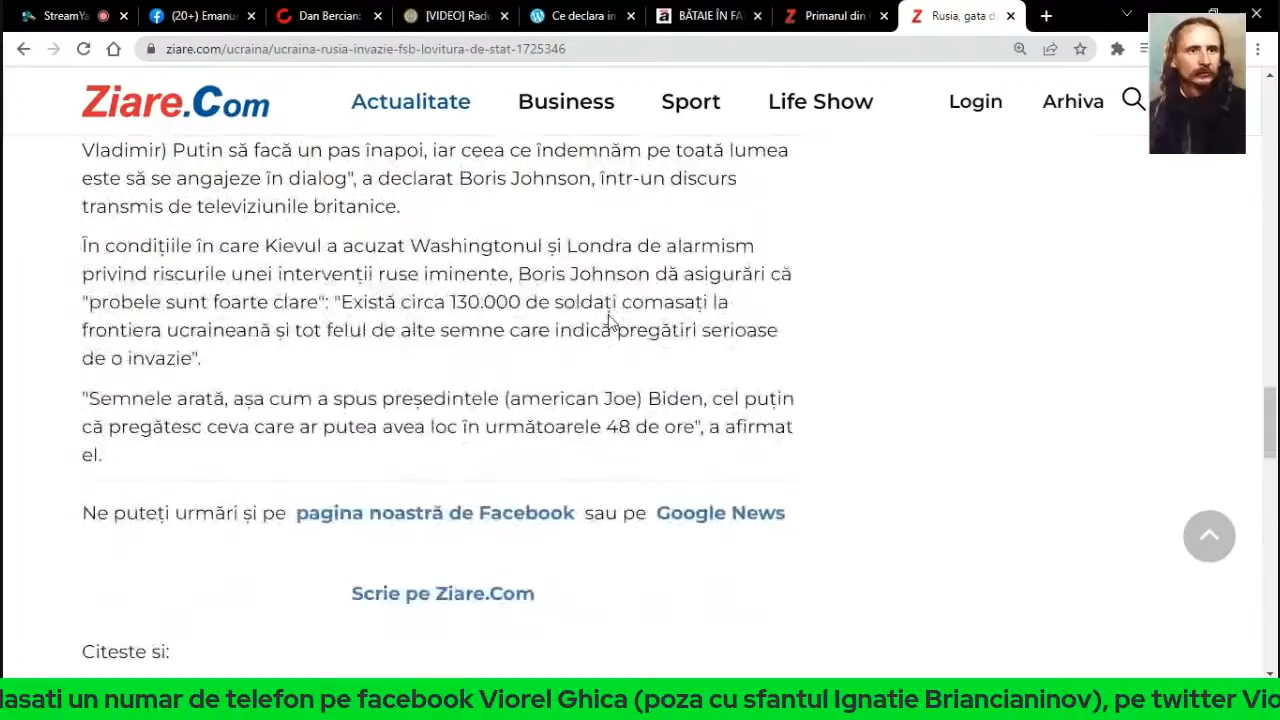 StreamYa
(20+) Emanue
Dan Bercian
[VIDEO] Radu
Ce declara in
BĂTAIE ÎN FA
Primarul din
Rusia, gata d
ziare.com/ucraina/ucraina-rusia-invazie-fsb-lovitura-de-stat-1725346
Ziare.Com Actualitate Business Sport Life Show Login Arhiva
Vladimir) Putin să facă un pas înapoi, iar ceea ce îndemnăm pe toată lumea
este să se angajeze în dialog", a declarat Boris Johnson, într-un discurs
transmis de televiziunile britanice.
În condițiile în care Kievul a acuzat Washingtonul și Londra de alarmism
privind riscurile unei intervenții ruse iminente, Boris Johnson dă asigurări că
"probele sunt foarte clare": "Există circa 130.000 de soldați comasați la
frontiera ucraineană și tot felul de alte semne care indică pregătiri serioase
de o invazie".
"Semnele arată, așa cum a spus președintele (american Joe) Biden, cel puțin
că pregătesc ceva care ar putea avea loc în următoarele 48 de ore", a afirmat
el.
Ne puteți urmări și pe pagina noastră de Facebook sau pe Google News
Scrie pe Ziare.Com
Citeste si:
lasati un numar de telefon pe facebook Viorel Ghica (poza cu sfantul Ignatie Briancianinov), pe twitter Vio